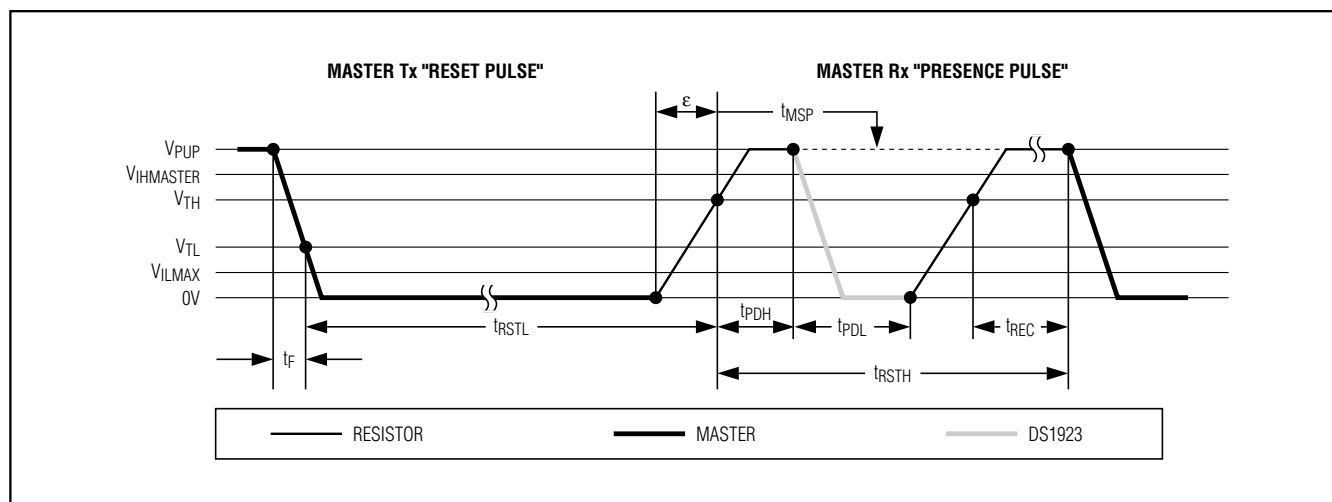 MASTER Tx "RESET PULSE" MASTER Rx "PRESENCE PULSE"
ε tMSP
VPUP
VIHMASTER
VTH
VTL
VILMAX
0V
tRSTL tPDH tPDL tREC
tF tRSTH
RESISTOR MASTER DS1923